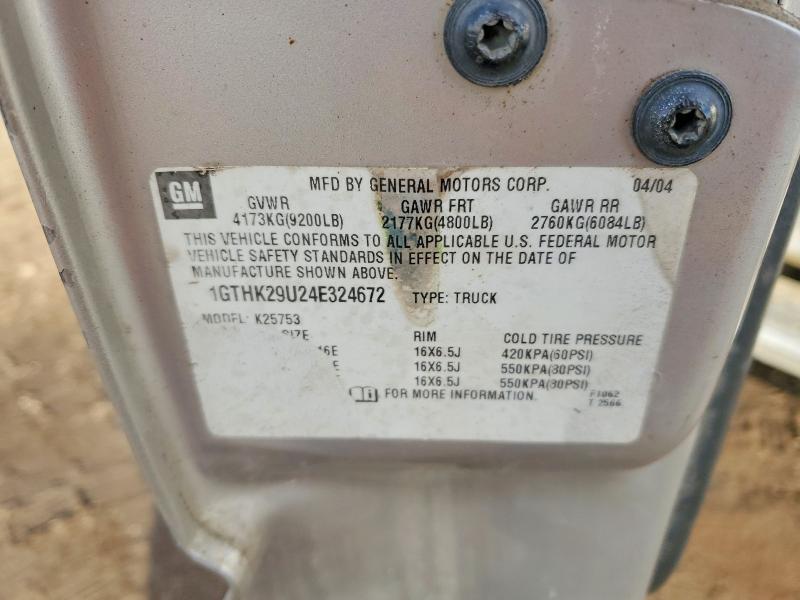 GM
MFD BY GENERAL MOTORS CORP. 04/04
GVWR GAWR FRT GAWR RR
4173KG(9200LB) 2177KG(4800LB) 2760KG(6084LB)
THIS VEHICLE CONFORMS TO ALL APPLICABLE U.S. FEDERAL MOTOR
VEHICLE SAFETY STANDARDS IN EFFECT ON THE DATE OF
MANUFACTURE SHOWN ABOVE.
1GTHK29U24E324672 TYPE: TRUCK
MODEL: K25753
SIZE RIM COLD TIRE PRESSURE
16X6.5J 420KPA(60PSI)
16X6.5J 550KPA(80PSI)
16X6.5J 550KPA(80PSI)
FOR MORE INFORMATION.
F1062
T 2566